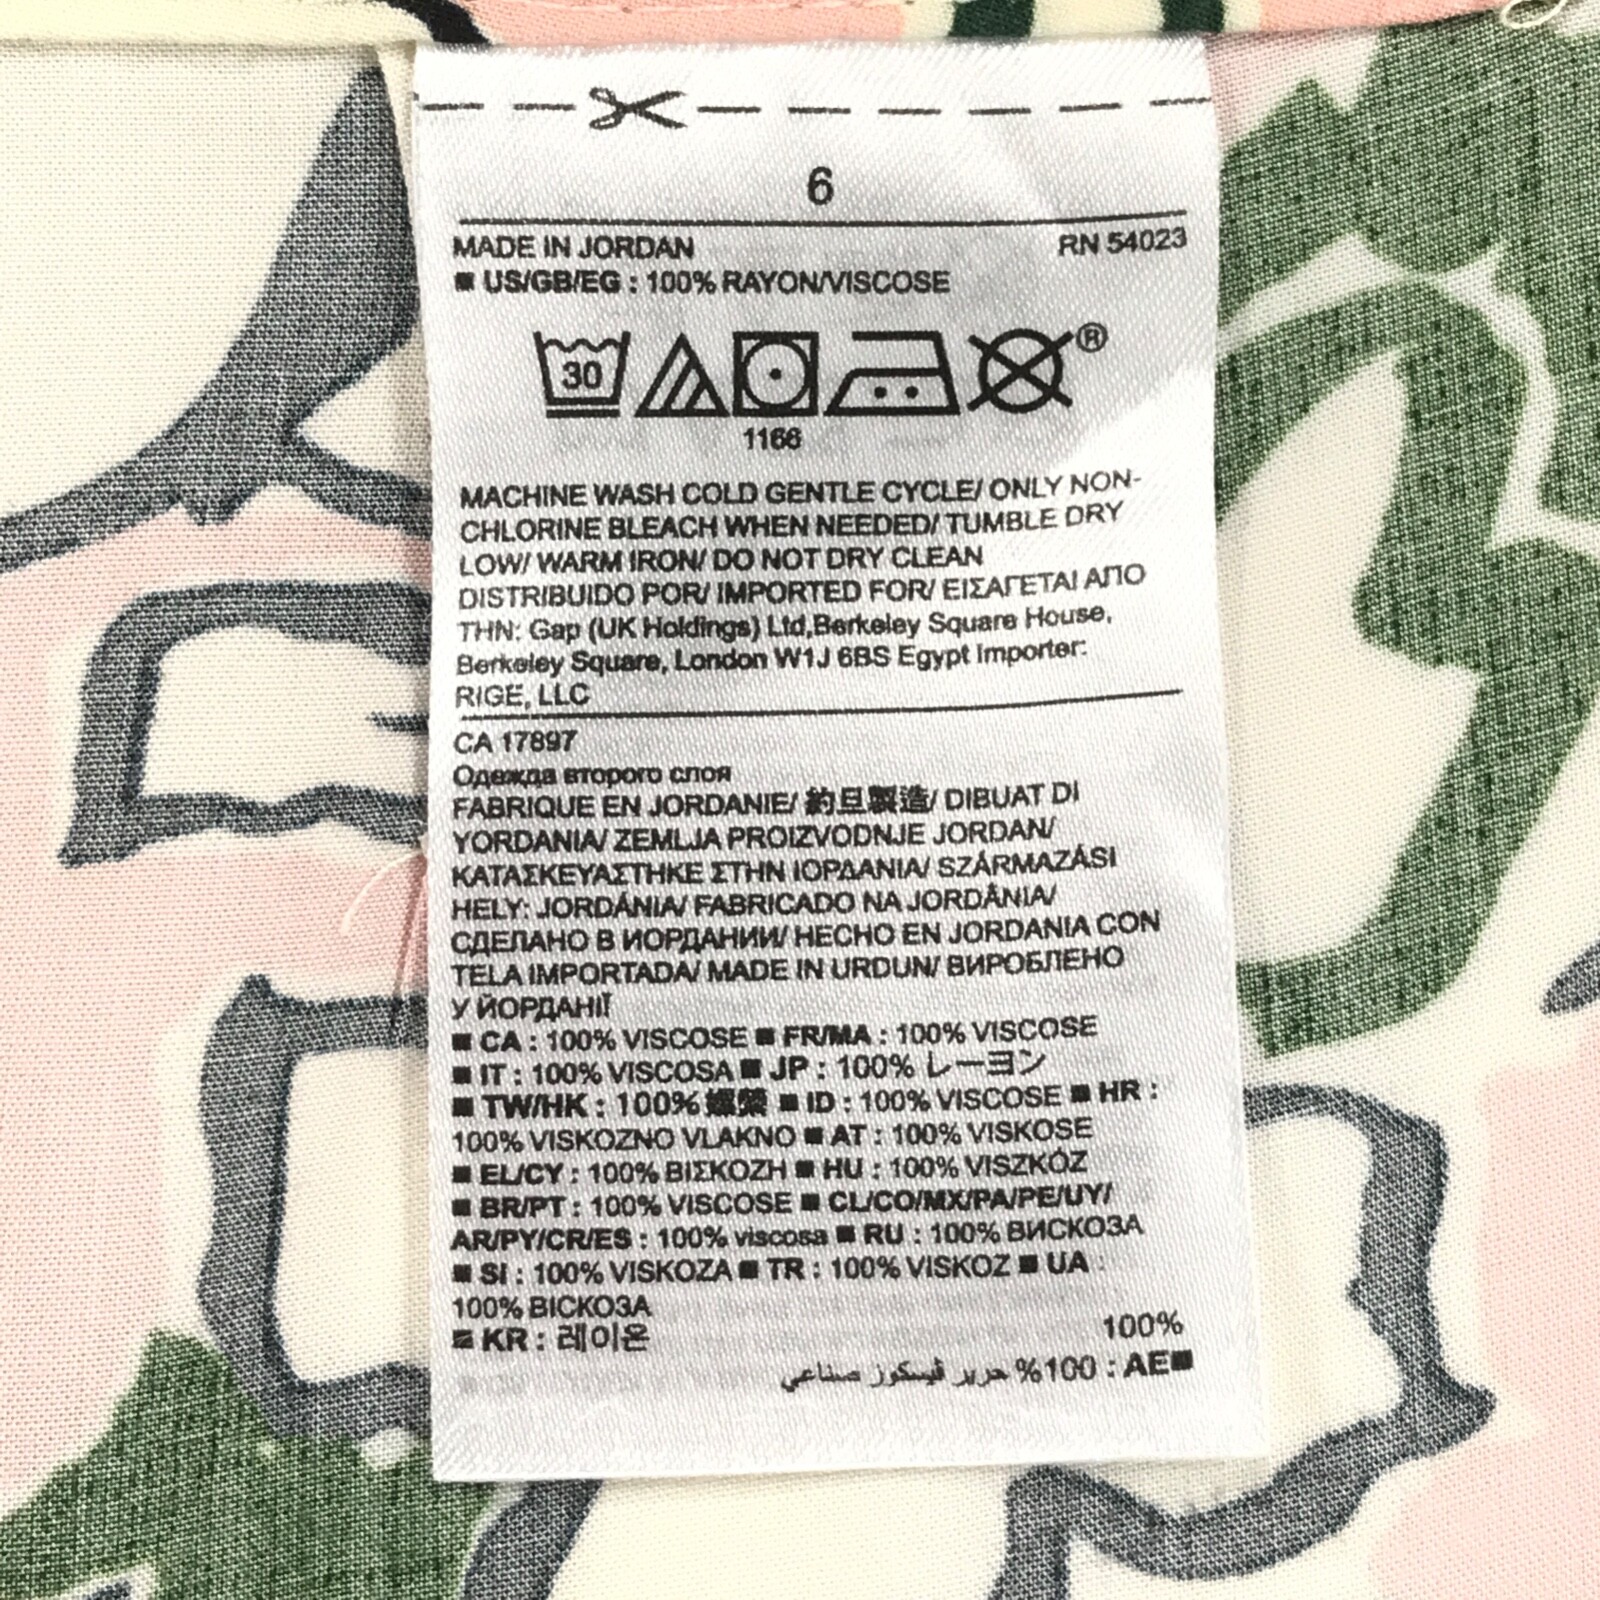 6
MADE IN JORDAN RN 54023
■ US/GB/EG : 100% RAYON/VISCOSE
30 ®
1166
MACHINE WASH COLD GENTLE CYCLE/ ONLY NON-
CHLORINE BLEACH WHEN NEEDED/ TUMBLE DRY
LOW/ WARM IRON/ DO NOT DRY CLEAN
DISTRIBUIDO POR/ IMPORTED FOR/ ΕΙΣΑΓΕΤΑΙ ΑΠΟ
ΤΗΝ: Gap (UK Holdings) Ltd,Berkeley Square House,
Berkeley Square, London W1J 6BS Egypt Importer:
RIGE, LLC
CA 17897
Одежда второго слоя
FABRIQUE EN JORDANIE/ 約旦製造/ DIBUAT DI
YORDANIA/ ZEMLJA PROIZVODNJE JORDAN/
ΚΑΤΑΣΚΕΥΑΣΤΗΚΕ ΣΤΗΝ ΙΟΡΔΑΝΙΑ/ SZÁRMAZÁSI
HELY: JORDÁNIA/ FABRICADO NA JORDÂNIA/
СДЕЛАНО В ИОРДАНИИ/ HECHO EN JORDANIA CON
TELA IMPORTADA/ MADE IN URDUN/ ВИРОБЛЕНО
У ЙОРДАНІЇ
■ CA : 100% VISCOSE ■ FR/MA : 100% VISCOSE
■ IT : 100% VISCOSA ■ JP : 100% レーヨン
■ TW/HK : 100% 嫘縈 ■ ID : 100% VISCOSE ■ HR :
100% VISKOZNO VLAKNO ■ AT : 100% VISKOSE
■ EL/CY : 100% ΒΙΣΚΟΖΗ ■ HU : 100% VISZKÓZ
■ BR/PT : 100% VISCOSE ■ CL/CO/MX/PA/PE/UY/
AR/PY/CR/ES : 100% viscosa ■ RU : 100% ВИСКОЗА
■ SI : 100% VISKOZA ■ TR : 100% VISKOZ ■ UA :
100% ВІСКОЗА
■ KR : 레이온 100%
■AE : 100% حرير ڤيسكوز صناعي